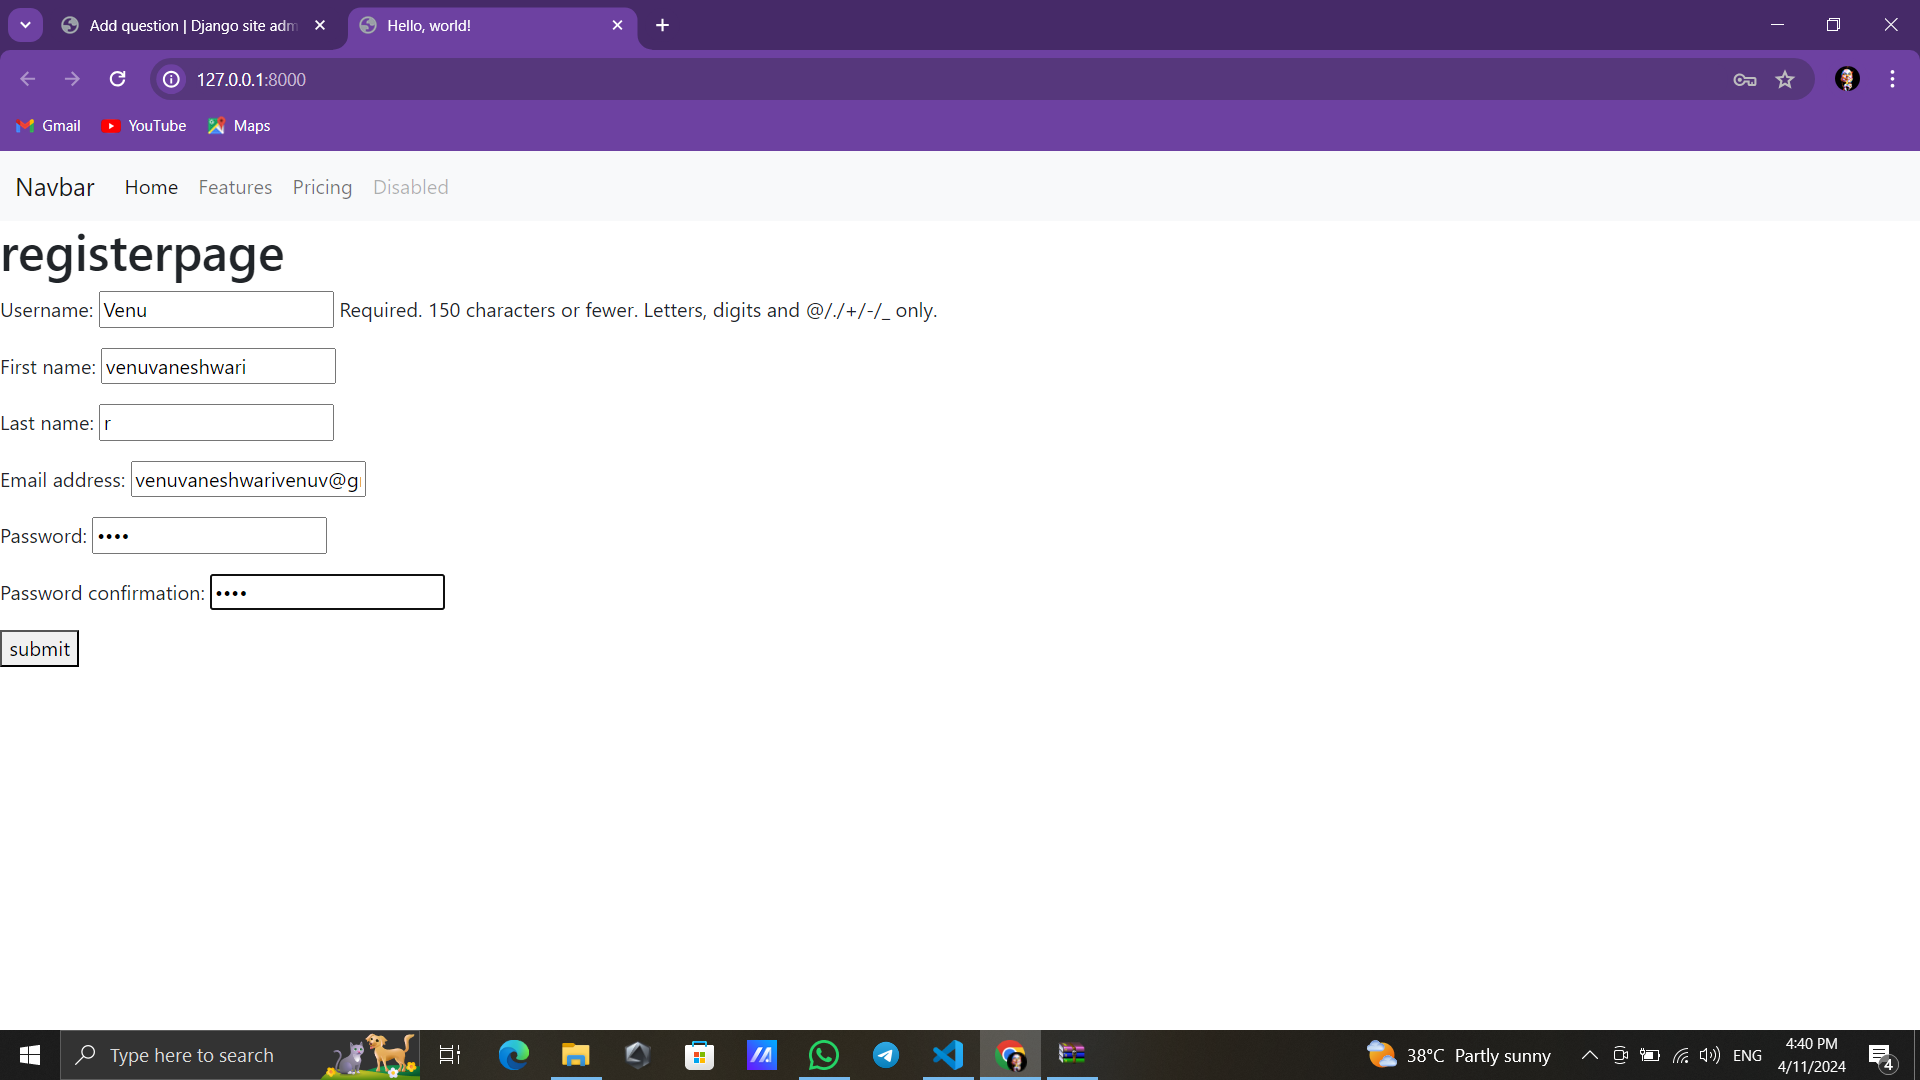 Add question | Django site adm
Hello, world!
127.0.0.1:8000
Gmail YouTube Maps
Navbar Home Features Pricing Disabled
registerpage
Username: Venu Required. 150 characters or fewer. Letters, digits and @/./+/-/_ only.
First name: venuvaneshwari
Last name: r
Email address: venuvaneshwarivenuv@g
Password: ••••
Password confirmation: ••••
submit
Type here to search
38°C Partly sunny
ENG
4:40 PM
4/11/2024
4